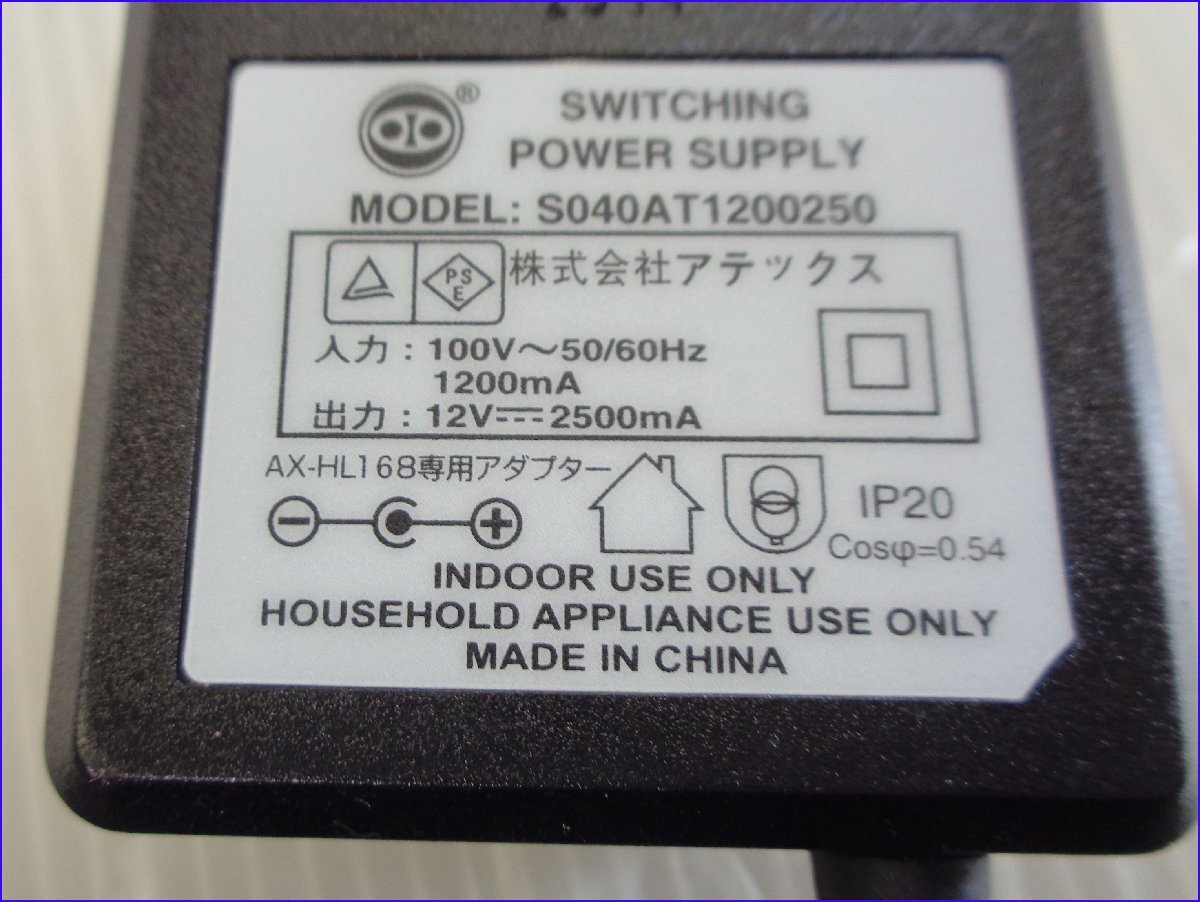 ®
SWITCHING
POWER SUPPLY
MODEL: S040AT1200250
PSE 株式会社アテックス
入力：100V～50/60Hz
1200mA
出力：12V⎓2500mA
AX-HL168専用アダプター
IP20
Cosφ=0.54
INDOOR USE ONLY
HOUSEHOLD APPLIANCE USE ONLY
MADE IN CHINA